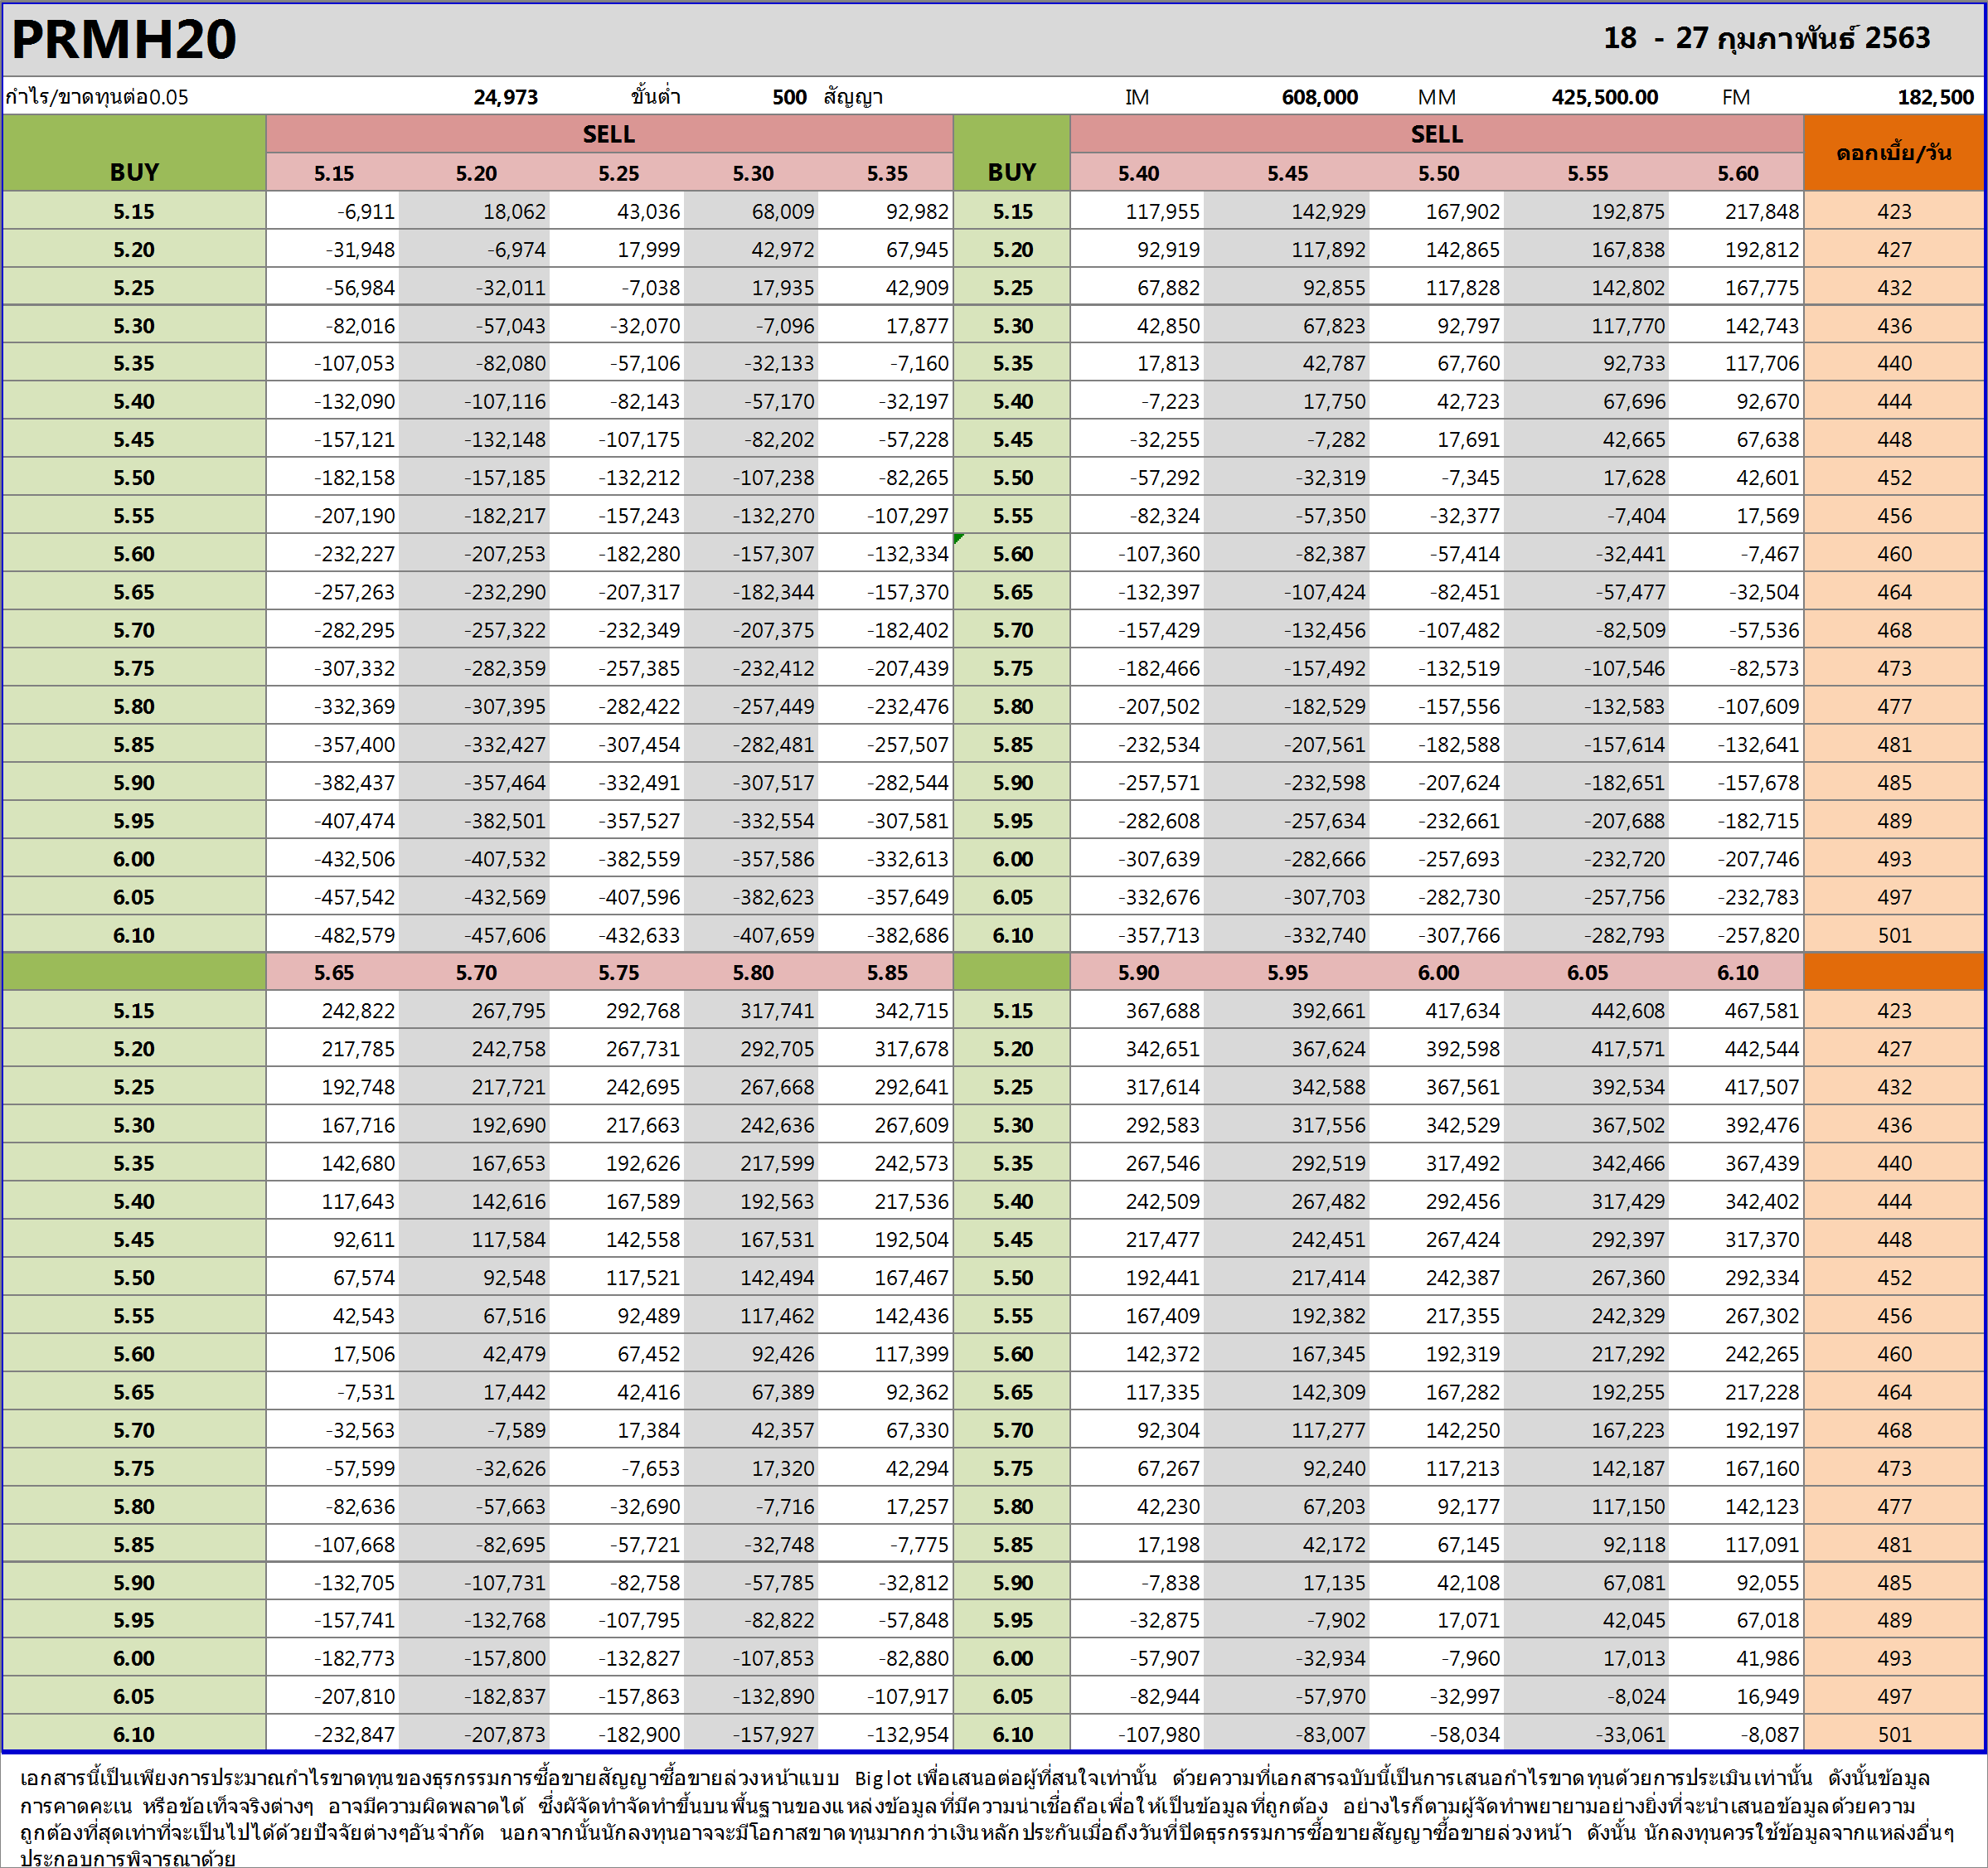 PRMH20 18 - 27 กุมภาพันธ์ 2563
กำไร/ขาดทุนต่อ0.05 24,973 ขั้นต่ำ 500 สัญญา IM 608,000 MM 425,500.00 FM 182,500
BUY SELL BUY SELL ดอกเบี้ย/วัน
5.15 5.20 5.25 5.30 5.35 5.40 5.45 5.50 5.55 5.60
5.15 -6,911 18,062 43,036 68,009 92,982 5.15 117,955 142,929 167,902 192,875 217,848 423
5.20 -31,948 -6,974 17,999 42,972 67,945 5.20 92,919 117,892 142,865 167,838 192,812 427
5.25 -56,984 -32,011 -7,038 17,935 42,909 5.25 67,882 92,855 117,828 142,802 167,775 432
5.30 -82,016 -57,043 -32,070 -7,096 17,877 5.30 42,850 67,823 92,797 117,770 142,743 436
5.35 -107,053 -82,080 -57,106 -32,133 -7,160 5.35 17,813 42,787 67,760 92,733 117,706 440
5.40 -132,090 -107,116 -82,143 -57,170 -32,197 5.40 -7,223 17,750 42,723 67,696 92,670 444
5.45 -157,121 -132,148 -107,175 -82,202 -57,228 5.45 -32,255 -7,282 17,691 42,665 67,638 448
5.50 -182,158 -157,185 -132,212 -107,238 -82,265 5.50 -57,292 -32,319 -7,345 17,628 42,601 452
5.55 -207,190 -182,217 -157,243 -132,270 -107,297 5.55 -82,324 -57,350 -32,377 -7,404 17,569 456
5.60 -232,227 -207,253 -182,280 -157,307 -132,334 5.60 -107,360 -82,387 -57,414 -32,441 -7,467 460
5.65 -257,263 -232,290 -207,317 -182,344 -157,370 5.65 -132,397 -107,424 -82,451 -57,477 -32,504 464
5.70 -282,295 -257,322 -232,349 -207,375 -182,402 5.70 -157,429 -132,456 -107,482 -82,509 -57,536 468
5.75 -307,332 -282,359 -257,385 -232,412 -207,439 5.75 -182,466 -157,492 -132,519 -107,546 -82,573 473
5.80 -332,369 -307,395 -282,422 -257,449 -232,476 5.80 -207,502 -182,529 -157,556 -132,583 -107,609 477
5.85 -357,400 -332,427 -307,454 -282,481 -257,507 5.85 -232,534 -207,561 -182,588 -157,614 -132,641 481
5.90 -382,437 -357,464 -332,491 -307,517 -282,544 5.90 -257,571 -232,598 -207,624 -182,651 -157,678 485
5.95 -407,474 -382,501 -357,527 -332,554 -307,581 5.95 -282,608 -257,634 -232,661 -207,688 -182,715 489
6.00 -432,506 -407,532 -382,559 -357,586 -332,613 6.00 -307,639 -282,666 -257,693 -232,720 -207,746 493
6.05 -457,542 -432,569 -407,596 -382,623 -357,649 6.05 -332,676 -307,703 -282,730 -257,756 -232,783 497
6.10 -482,579 -457,606 -432,633 -407,659 -382,686 6.10 -357,713 -332,740 -307,766 -282,793 -257,820 501
5.65 5.70 5.75 5.80 5.85 5.90 5.95 6.00 6.05 6.10
5.15 242,822 267,795 292,768 317,741 342,715 5.15 367,688 392,661 417,634 442,608 467,581 423
5.20 217,785 242,758 267,731 292,705 317,678 5.20 342,651 367,624 392,598 417,571 442,544 427
5.25 192,748 217,721 242,695 267,668 292,641 5.25 317,614 342,588 367,561 392,534 417,507 432
5.30 167,716 192,690 217,663 242,636 267,609 5.30 292,583 317,556 342,529 367,502 392,476 436
5.35 142,680 167,653 192,626 217,599 242,573 5.35 267,546 292,519 317,492 342,466 367,439 440
5.40 117,643 142,616 167,589 192,563 217,536 5.40 242,509 267,482 292,456 317,429 342,402 444
5.45 92,611 117,584 142,558 167,531 192,504 5.45 217,477 242,451 267,424 292,397 317,370 448
5.50 67,574 92,548 117,521 142,494 167,467 5.50 192,441 217,414 242,387 267,360 292,334 452
5.55 42,543 67,516 92,489 117,462 142,436 5.55 167,409 192,382 217,355 242,329 267,302 456
5.60 17,506 42,479 67,452 92,426 117,399 5.60 142,372 167,345 192,319 217,292 242,265 460
5.65 -7,531 17,442 42,416 67,389 92,362 5.65 117,335 142,309 167,282 192,255 217,228 464
5.70 -32,563 -7,589 17,384 42,357 67,330 5.70 92,304 117,277 142,250 167,223 192,197 468
5.75 -57,599 -32,626 -7,653 17,320 42,294 5.75 67,267 92,240 117,213 142,187 167,160 473
5.80 -82,636 -57,663 -32,690 -7,716 17,257 5.80 42,230 67,203 92,177 117,150 142,123 477
5.85 -107,668 -82,695 -57,721 -32,748 -7,775 5.85 17,198 42,172 67,145 92,118 117,091 481
5.90 -132,705 -107,731 -82,758 -57,785 -32,812 5.90 -7,838 17,135 42,108 67,081 92,055 485
5.95 -157,741 -132,768 -107,795 -82,822 -57,848 5.95 -32,875 -7,902 17,071 42,045 67,018 489
6.00 -182,773 -157,800 -132,827 -107,853 -82,880 6.00 -57,907 -32,934 -7,960 17,013 41,986 493
6.05 -207,810 -182,837 -157,863 -132,890 -107,917 6.05 -82,944 -57,970 -32,997 -8,024 16,949 497
6.10 -232,847 -207,873 -182,900 -157,927 -132,954 6.10 -107,980 -83,007 -58,034 -33,061 -8,087 501
เอกสารนี้เป็นเพียงการประมาณกำไรขาดทุนของธุรกรรมการซื้อขายสัญญาซื้อขายล่วงหน้าแบบ Big lot เพื่อเสนอต่อผู้ที่สนใจเท่านั้น ด้วยความที่เอกสารฉบับนี้เป็นการเสนอกำไรขาดทุนด้วยการประเมินเท่านั้น ดังนั้นข้อมูล
การคาดคะเน หรือข้อเท็จจริงต่างๆ อาจมีความผิดพลาดได้ ซึ่งผัจัดทำจัดทำขึ้นบนพื้นฐานของแหล่งข้อมูลที่มีความน่าเชื่อถือเพื่อให้เป็นข้อมูลที่ถูกต้อง อย่างไรก็ตามผู้จัดทำพยายามอย่างยิ่งที่จะนำเสนอข้อมูลด้วยความ
ถูกต้องที่สุดเท่าที่จะเป็นไปได้ด้วยปัจจัยต่างๆอันจำกัด นอกจากนั้นนักลงทุนอาจจะมีโอกาสขาดทุนมากกว่าเงินหลักประกันเมื่อถึงวันที่ปิดธุรกรรมการซื้อขายสัญญาซื้อขายล่วงหน้า ดังนั้น นักลงทุนควรใช้ข้อมูลจากแหล่งอื่นๆ
ประกอบการพิจารณาด้วย